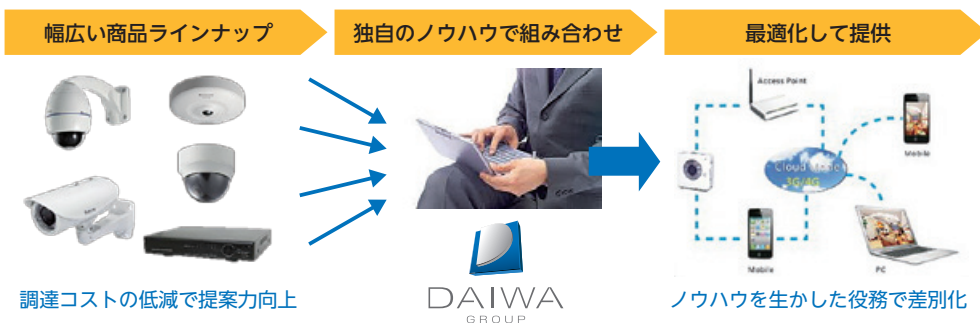 幅広い商品ラインナップ
独自のノウハウで組み合わせ
最適化して提供
Access Point
Mobile
Cloud Mode
3G/4G
Mobile
PC
調達コストの低減で提案力向上
DAIWA
GROUP
ノウハウを生かした役務で差別化